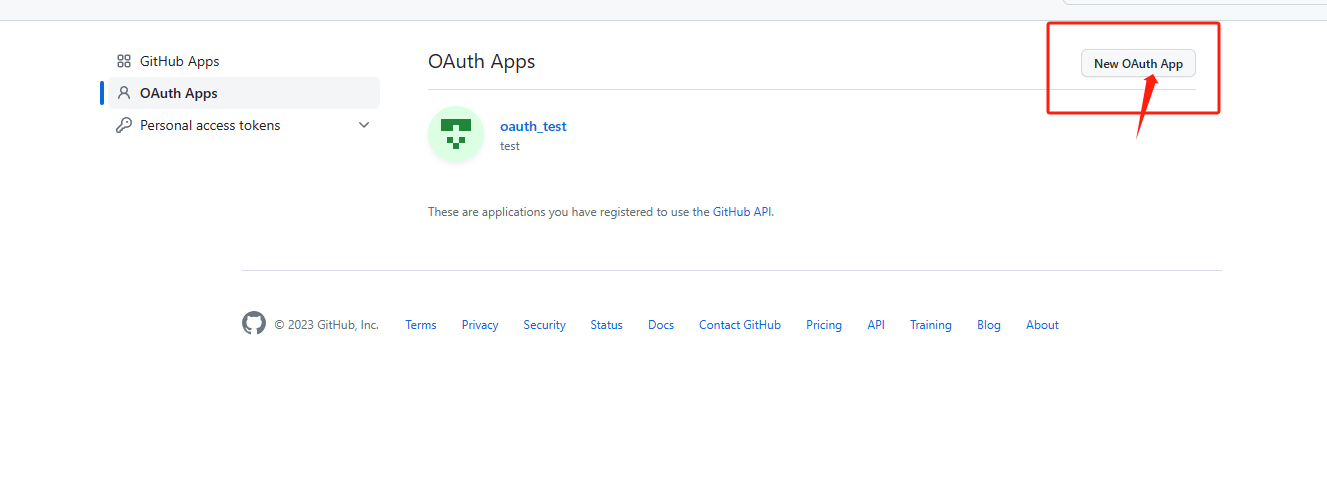 GitHub Apps
OAuth Apps
Personal access tokens
OAuth Apps
New OAuth App
oauth_test
test
These are applications you have registered to use the GitHub API.
© 2023 GitHub, Inc. Terms Privacy Security Status Docs Contact GitHub Pricing API Training Blog About